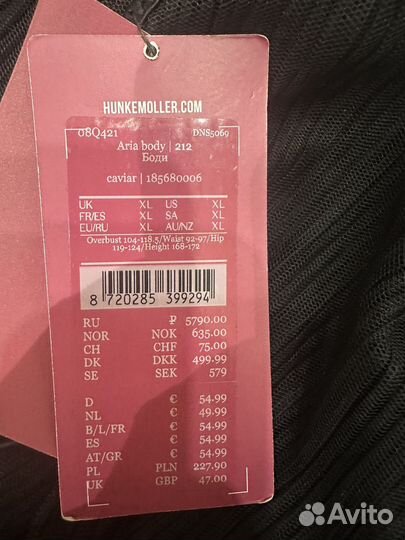 HUNKEMOLLER.COM
08Q421 DNS5069
Aria body | 212
Боди
caviar | 185680006
UK XL US XL
FR/ES XL SA XL
EU/RU XL AU/NZ XL
Overbust 104-118.5/Waist 92-97/Hip
119-124/Height 168-172
8 720285 399294
RU ₽ 5790.00
NOR NOK 635.00
CH CHF 75.00
DK DKK 499.99
SE SEK 579
D € 54.99
NL € 49.99
B/L/FR € 54.99
ES € 54.99
AT/GR € 54.99
PL PLN 227.90
UK GBP 47.00
Avito